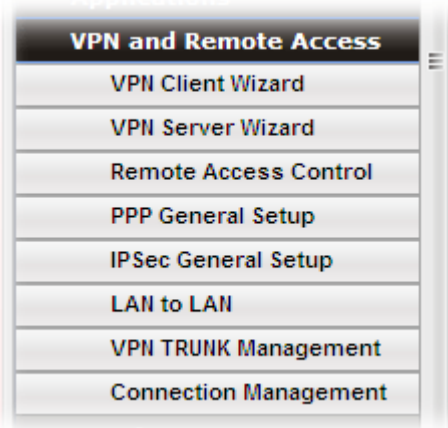 Applications
VPN and Remote Access
VPN Client Wizard
VPN Server Wizard
Remote Access Control
PPP General Setup
IPSec General Setup
LAN to LAN
VPN TRUNK Management
Connection Management